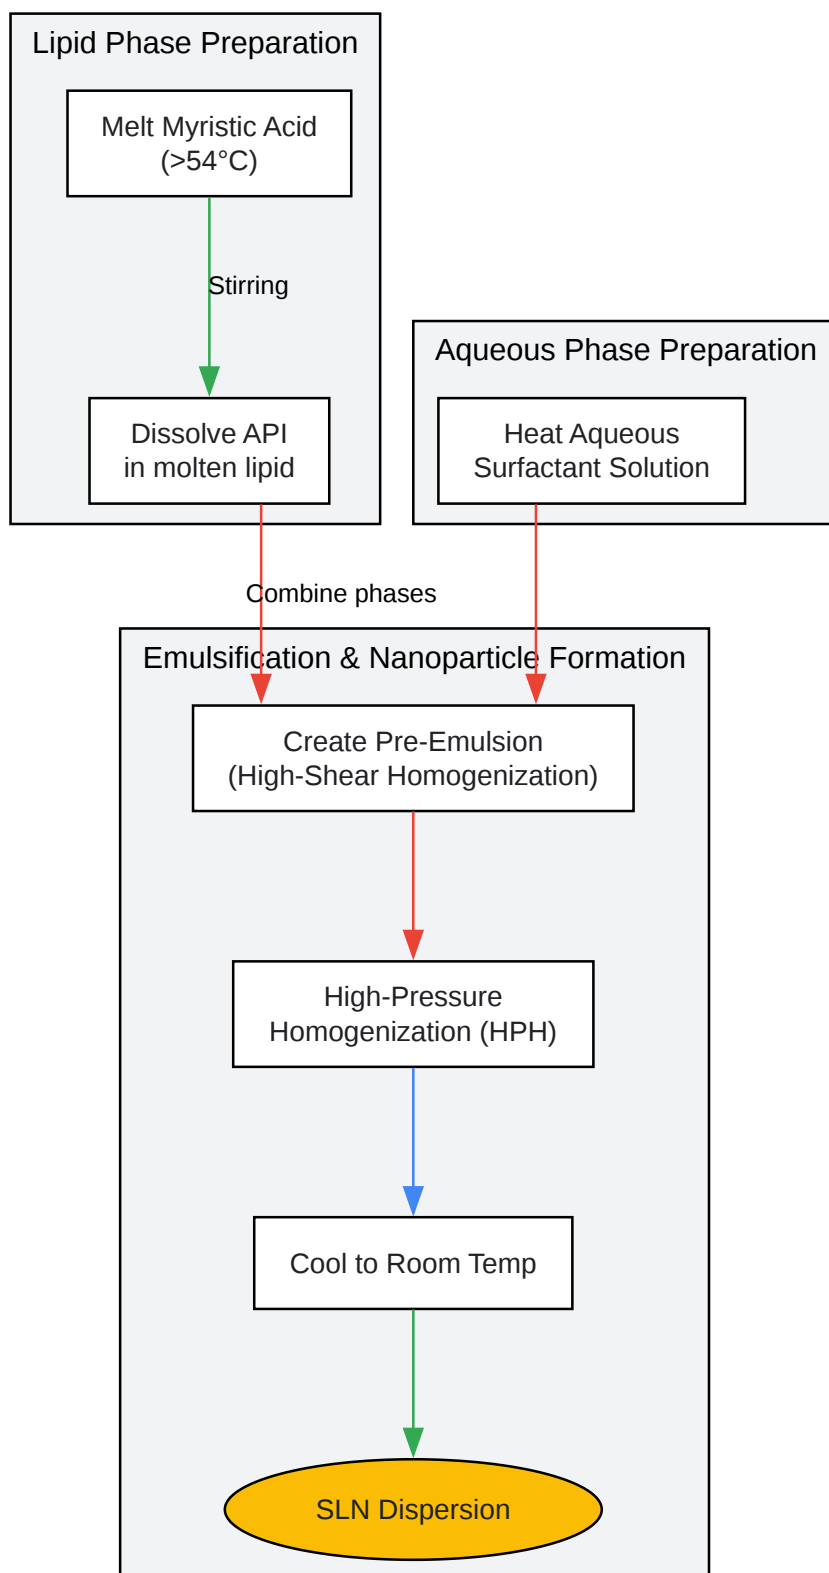 Lipid Phase Preparation
Melt Myristic Acid
(>54°C)
Stirring
Dissolve API
in molten lipid
Aqueous Phase Preparation
Heat Aqueous
Surfactant Solution
Combine phases
Emulsification & Nanoparticle Formation
Create Pre-Emulsion
(High-Shear Homogenization)
High-Pressure
Homogenization (HPH)
Cool to Room Temp
SLN Dispersion